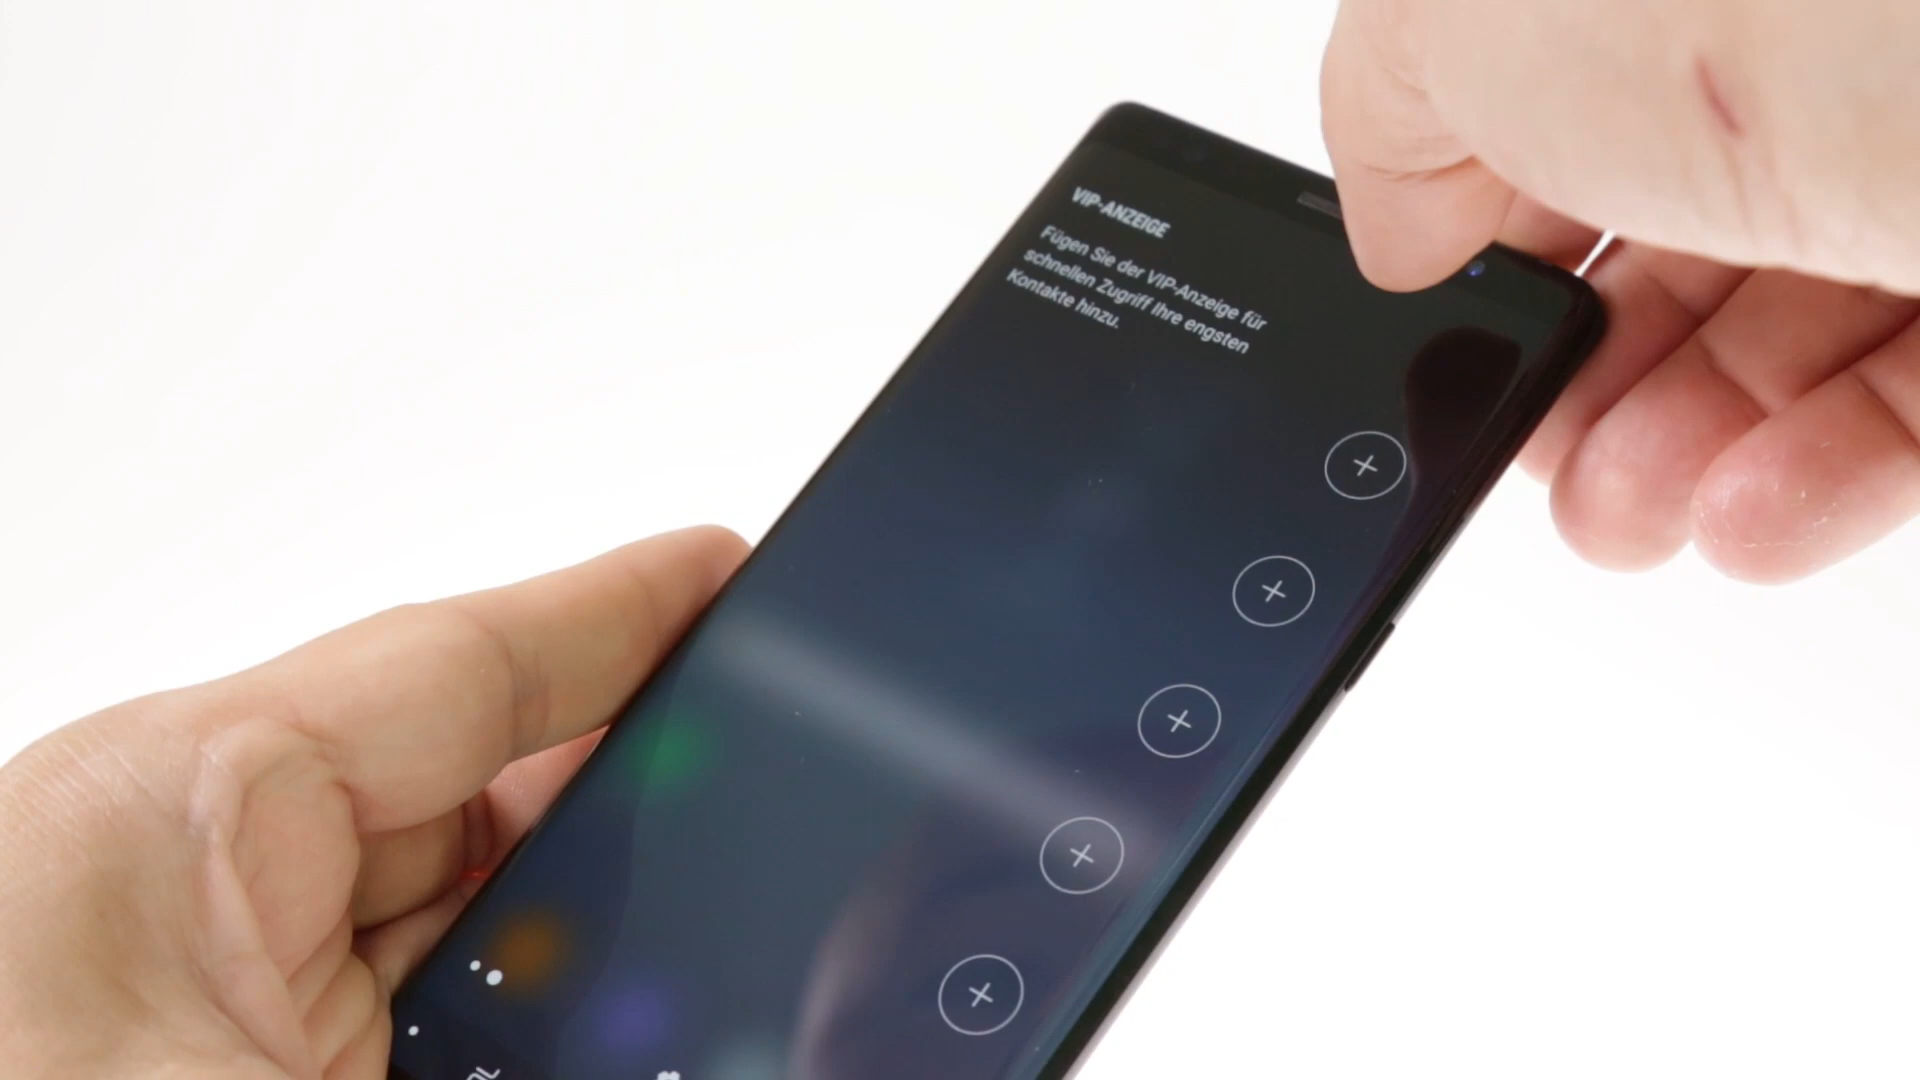 VIP-ANZEIGE
Fügen Sie der VIP-Anzeige für
schnellen Zugriff Ihre engsten
Kontakte hinzu.